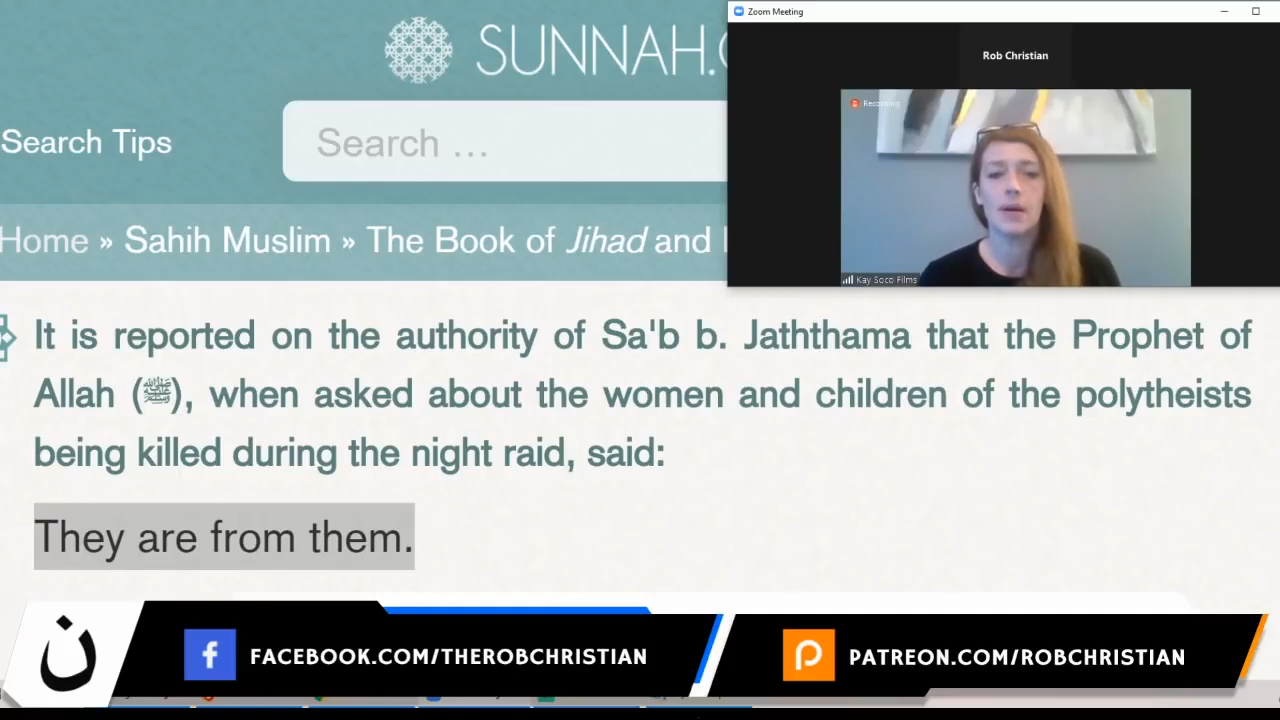 Zoom Meeting
SUNNAH.
Rob Christian
Recording
Search Tips
Search ...
Home » Sahih Muslim » The Book of Jihad and
Kay Soco Films
It is reported on the authority of Sa'b b. Jaththama that the Prophet of
Allah (ﷺ), when asked about the women and children of the polytheists
being killed during the night raid, said:
They are from them.
ن
f FACEBOOK.COM/THEROBCHRISTIAN
PATREON.COM/ROBCHRISTIAN